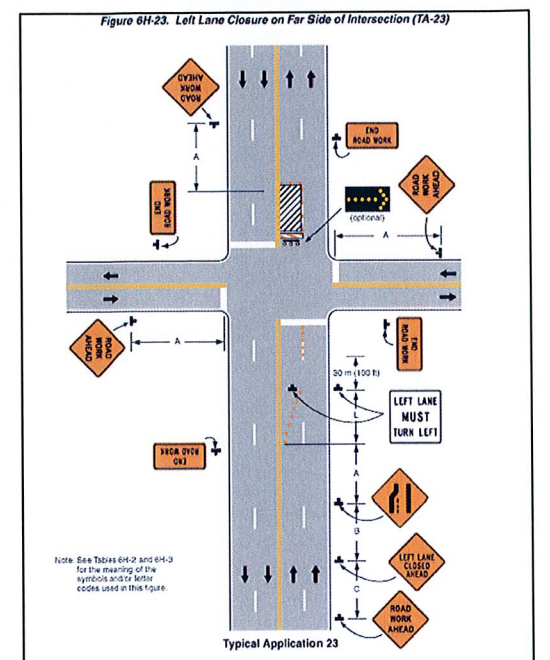 Figure 6H-23. Left Lane Closure on Far Side of Intersection (TA-23)
ROAD
WORK
AHEAD
A
END
ROAD WORK
END
ROAD WORK
(optional)
ROAD
WORK
AHEAD
A
ROAD
WORK
AHEAD
A
END
ROAD WORK
30 m (100 ft)
LEFT LANE
MUST
TURN LEFT
L
END
ROAD WORK
A
B
LEFT LANE
CLOSED
AHEAD
C
ROAD
WORK
AHEAD
Note: See Tables 6H-2 and 6H-3
for the meaning of the
symbols and/or letter
codes used in this figure.
Typical Application 23